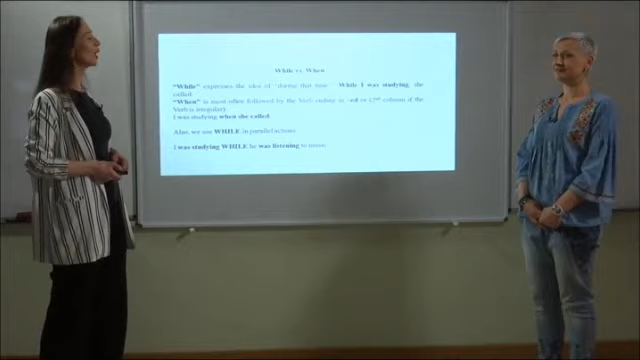 While vs. When
"While" expresses the idea of "during that time". While I was studying, she
called.
"When" is most often followed by the Verb ending in -ed or (2nd column if the
Verb is irregular)
I was studying when she called.
Also, we use WHILE in parallel actions.
I was studying WHILE he was listening to music.